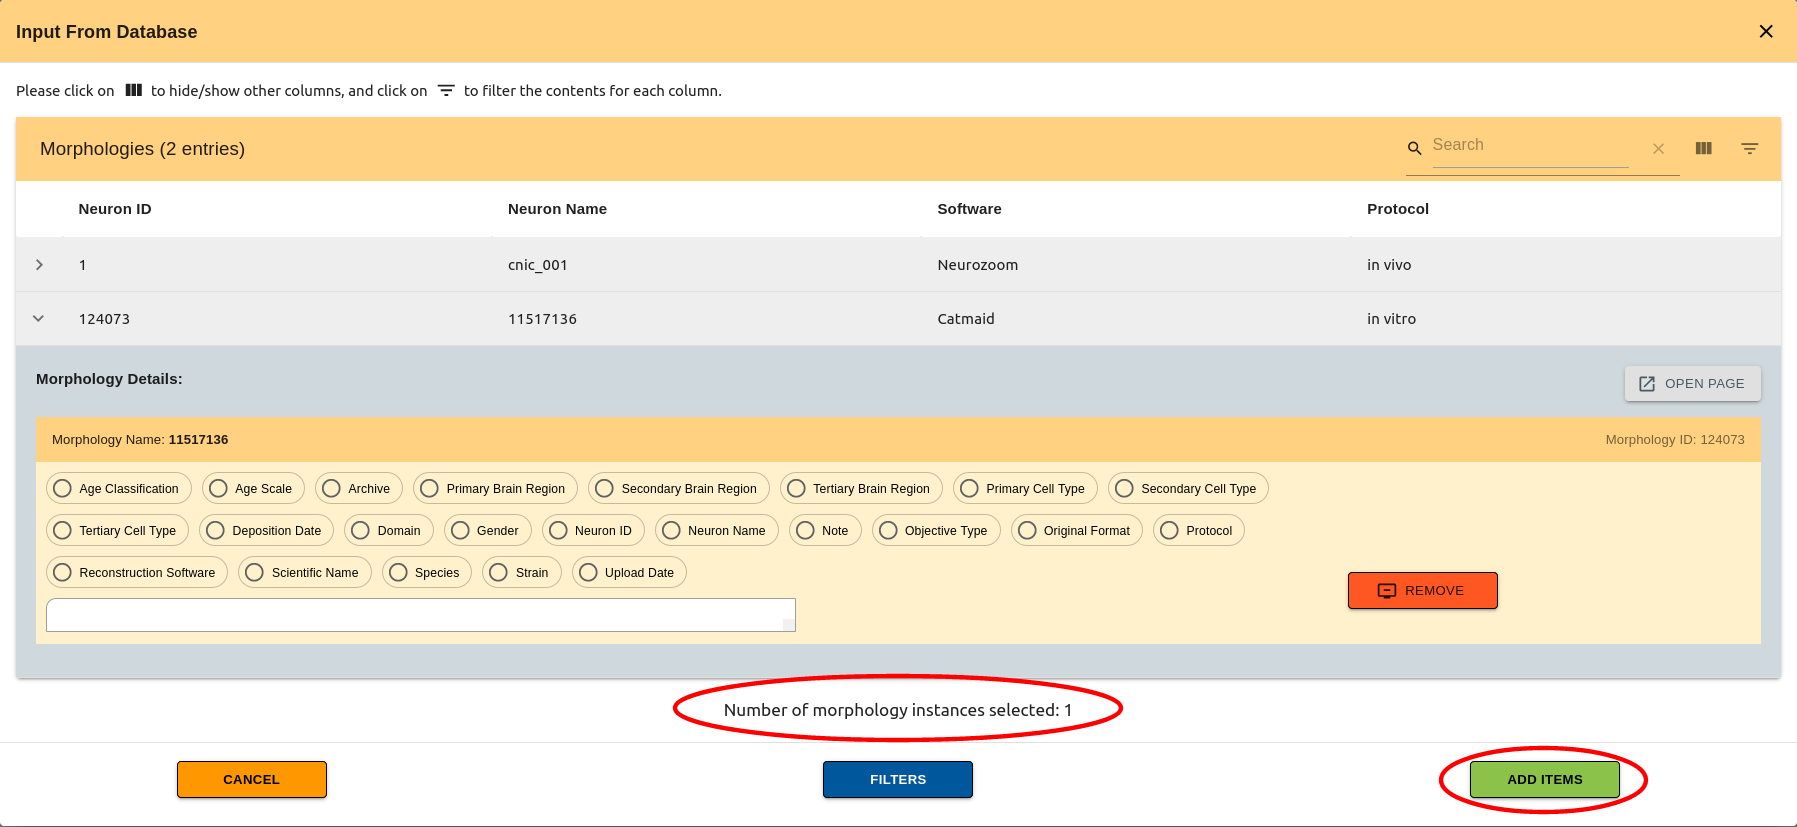 Input From Database
Please click on to hide/show other columns, and click on to filter the contents for each column.
Morphologies (2 entries)
Search
Neuron ID Neuron Name Software Protocol
1 cnic_001 Neurozoom in vivo
124073 11517136 Catmaid in vitro
Morphology Details:
OPEN PAGE
Morphology Name: 11517136 Morphology ID: 124073
Age Classification Age Scale Archive Primary Brain Region Secondary Brain Region Tertiary Brain Region Primary Cell Type Secondary Cell Type
Tertiary Cell Type Deposition Date Domain Gender Neuron ID Neuron Name Note Objective Type Original Format Protocol
Reconstruction Software Scientific Name Species Strain Upload Date
REMOVE
Number of morphology instances selected: 1
CANCEL FILTERS ADD ITEMS